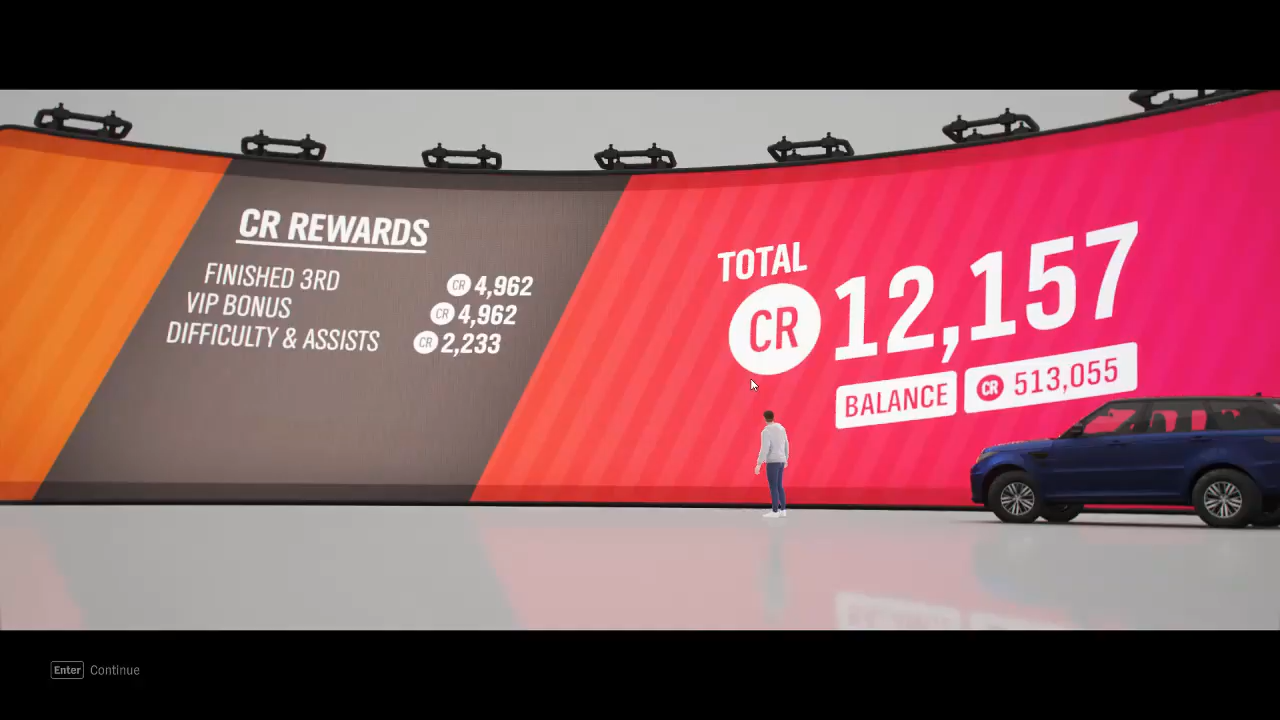 CR REWARDS
FINISHED 3RD CR 4,962
VIP BONUS CR 4,962
DIFFICULTY & ASSISTS CR 2,233
TOTAL
CR 12,157
BALANCE CR 513,055
Enter Continue